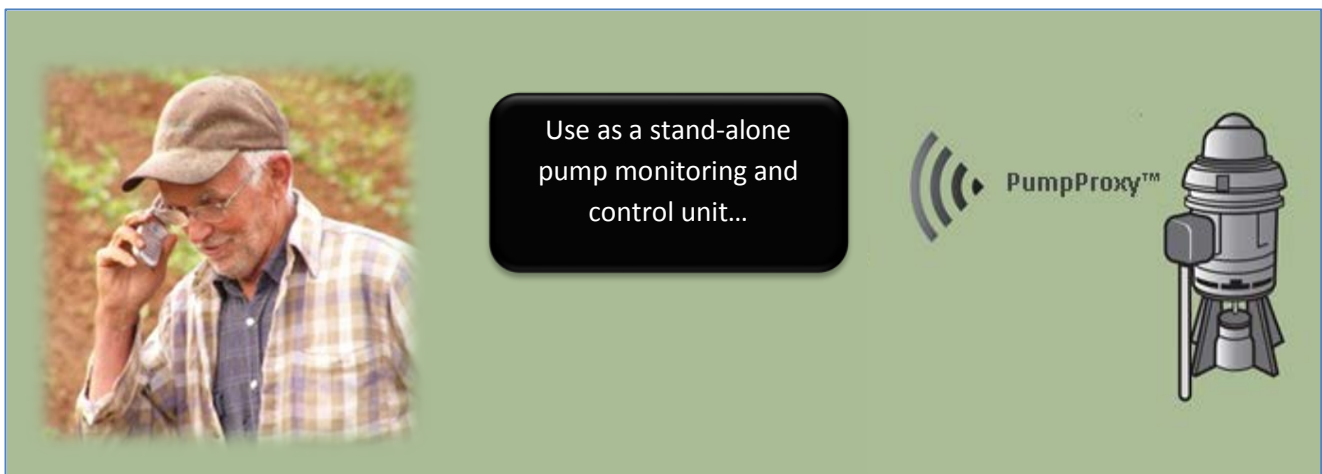 Use as a stand-alone
pump monitoring and
control unit…
PumpProxy™